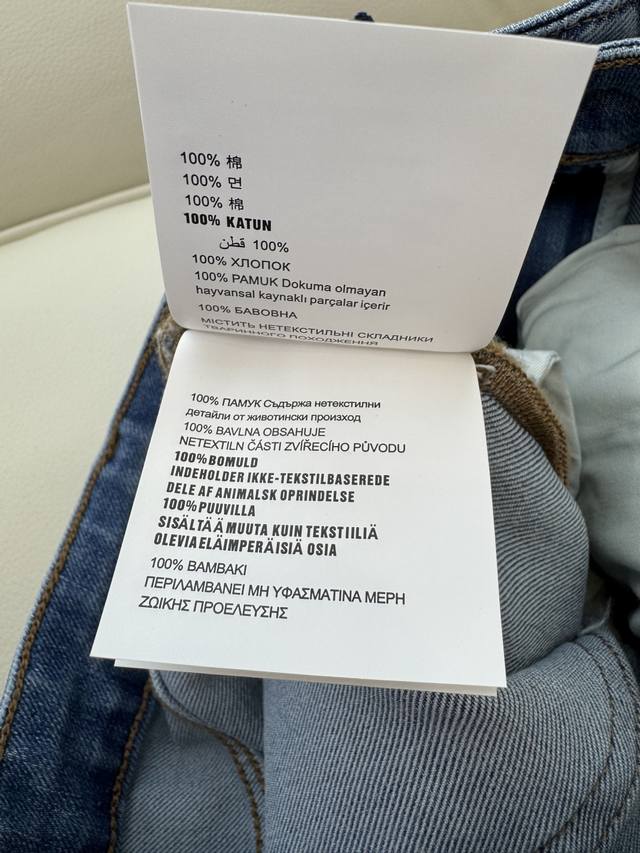 100% 棉
100% 면
100% 棉
100% KATUN
100% قطن
100% ХЛОПОК
100% PAMUK Dokuma olmayan
hayvansal kaynaklı parçalar içerir
100% БАВОВНА
МІСТИТЬ НЕТЕКСТИЛЬНІ СКЛАДНИКИ
ТВАРИННОГО ПОХОДЖЕННЯ
100% ПАМУК Съдържа нетекстилни
детайли от животински произход
100% BAVLNA OBSAHUJE
NETEXTILN ČÁSTI ZVÍŘECÍHO PŮVODU
100%BOMULD
INDEHOLDER IKKE-TEKSTILBASEREDE
DELE AF ANIMALSK OPRINDELSE
100%PUUVILLA
SISÄLTÄÄ MUUTA KUIN TEKSTIILIÄ
OLEVIA ELÄIMPERÄISIÄ OSIA
100% BAMBAKI
ΠΕΡΙΛΑΜΒΑΝΕΙ ΜΗ ΥΦΑΣΜΑΤΙΝΑ ΜΕΡΗ
ΖΩΙΚΗΣ ΠΡΟΕΛΕΥΣΗΣ